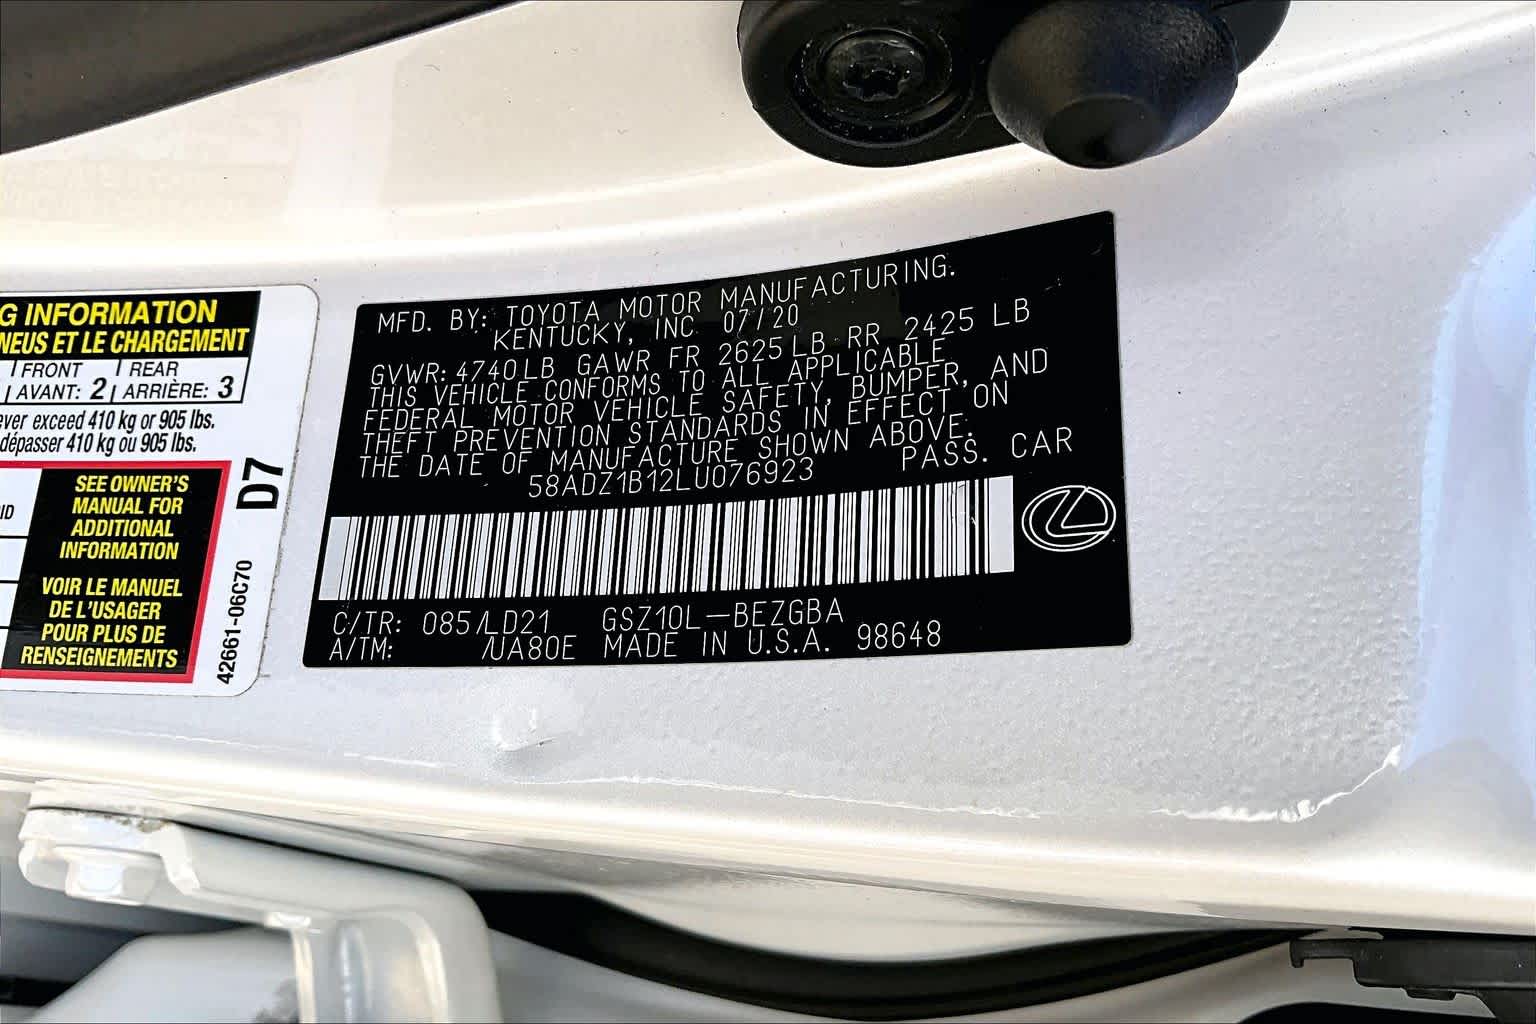 G INFORMATION
NEUS ET LE CHARGEMENT
FRONT REAR
AVANT: 2 ARRIÈRE: 3
ever exceed 410 kg or 905 lbs.
dépasser 410 kg ou 905 lbs.
SEE OWNER'S
MANUAL FOR
ADDITIONAL
INFORMATION
VOIR LE MANUEL
DE L'USAGER
POUR PLUS DE
RENSEIGNEMENTS
D7
42661-06C70
MFD. BY: TOYOTA MOTOR MANUFACTURING.
KENTUCKY, INC 07/20
GVWR: 4740LB GAWR FR 2625LB RR 2425 LB
THIS VEHICLE CONFORMS TO ALL APPLICABLE
FEDERAL MOTOR VEHICLE SAFETY, BUMPER, AND
THEFT PREVENTION STANDARDS IN EFFECT ON
THE DATE OF MANUFACTURE SHOWN ABOVE.
58ADZ1B12LU076923 PASS. CAR
C/TR: 085/LD21 GSZ10L-BEZGBA
A/TM: /UA80E MADE IN U.S.A. 98648